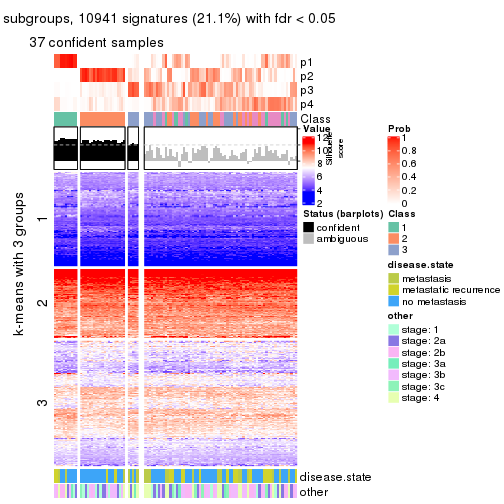 subgroups, 10941 signatures (21.1%) with fdr < 0.05
37 confident samples
p1
p2
p3
p4
Class
Silhouette score
k-means with 3 groups
1
2
3
disease.state
other
Value
12
10
8
6
4
2
0
Status (barplots)
confident
ambiguous
Prob
1
0.8
0.6
0.4
0.2
0
Class
1
2
3
disease.state
metastasis
metastatic recurrence
no metastasis
other
stage: 1
stage: 2a
stage: 2b
stage: 3a
stage: 3b
stage: 3c
stage: 4